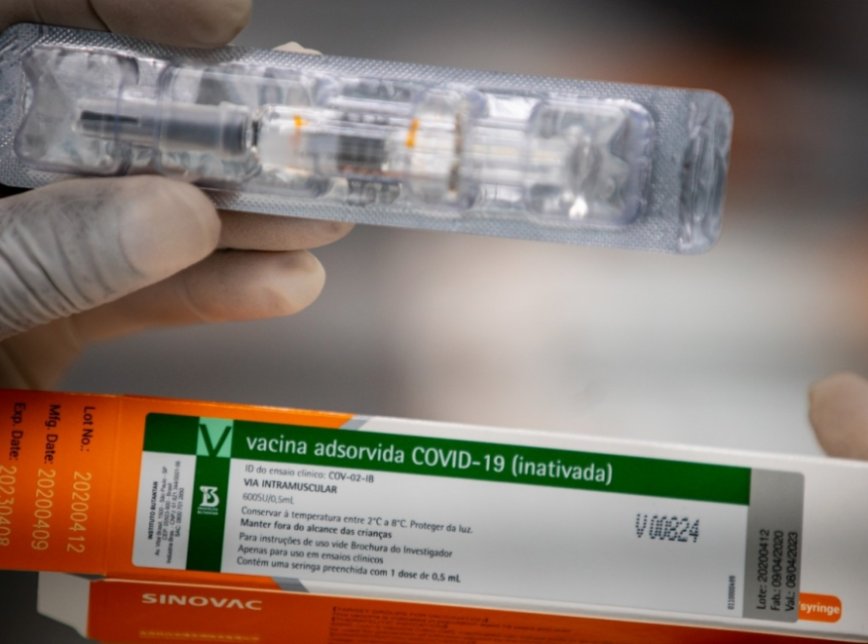 Lot No.: 20200412
Mfg. Date: 20200409
Exp. Date: 20230408
V
vacina adsorvida COVID-19 (inativada)
ID do ensaio clínico: COV-02-IB
VIA INTRAMUSCULAR
600SU/0,5mL
Conservar à temperatura entre 2°C a 8°C. Proteger da luz.
Manter fora do alcance das crianças
Para instruções de uso vide Brochura do Investigador
Apenas para uso em ensaios clínicos
Contém uma seringa preenchida com 1 dose de 0,5 mL
INSTITUTO BUTANTAN
V00624
Lote: 20200412
Fab.: 09/04/2020
Val.: 08/04/2023
syringe
SINOVAC